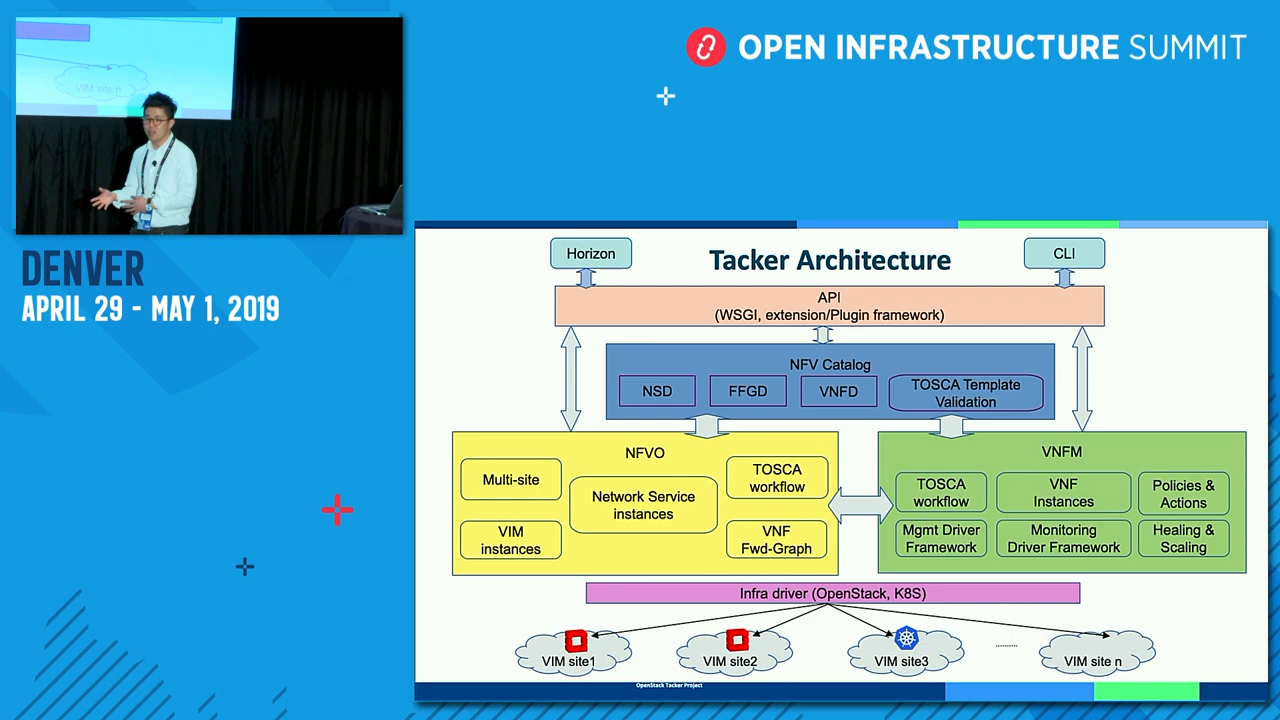 OPEN INFRASTRUCTURE SUMMIT
VIM site n
DENVER
APRIL 29 - MAY 1, 2019
Tacker Architecture
Horizon
CLI
API
(WSGI, extension/Plugin framework)
NFV Catalog
NSD
FFGD
VNFD
TOSCA Template
Validation
NFVO
Multi-site
Network Service
instances
TOSCA
workflow
VIM
instances
VNF
Fwd-Graph
VNFM
TOSCA
workflow
VNF
Instances
Policies &
Actions
Mgmt Driver
Framework
Monitoring
Driver Framework
Healing &
Scaling
Infra driver (OpenStack, K8S)
VIM site1
VIM site2
VIM site3
..........
VIM site n
OpenStack Tacker Project